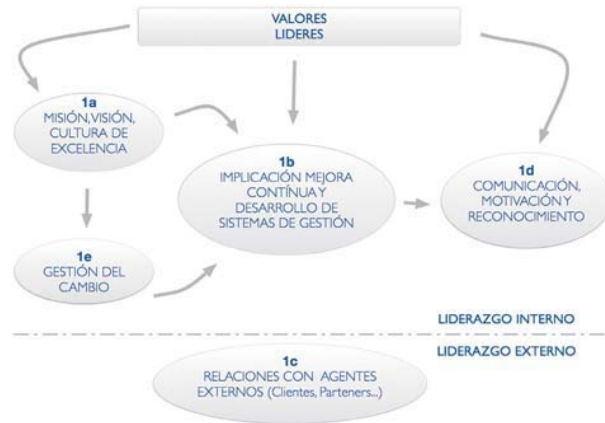 VALORES
LIDERES
1a
MISIÓN,VISIÓN,
CULTURA DE
EXCELENCIA
1b
IMPLICACIÓN MEJORA
CONTÍNUA Y
DESARROLLO DE
SISTEMAS DE GESTIÓN
1d
COMUNICACIÓN,
MOTIVACIÓN Y
RECONOCIMIENTO
1e
GESTIÓN DEL
CAMBIO
LIDERAZGO INTERNO
LIDERAZGO EXTERNO
1c
RELACIONES CON AGENTES
EXTERNOS (Clientes, Parteners...)